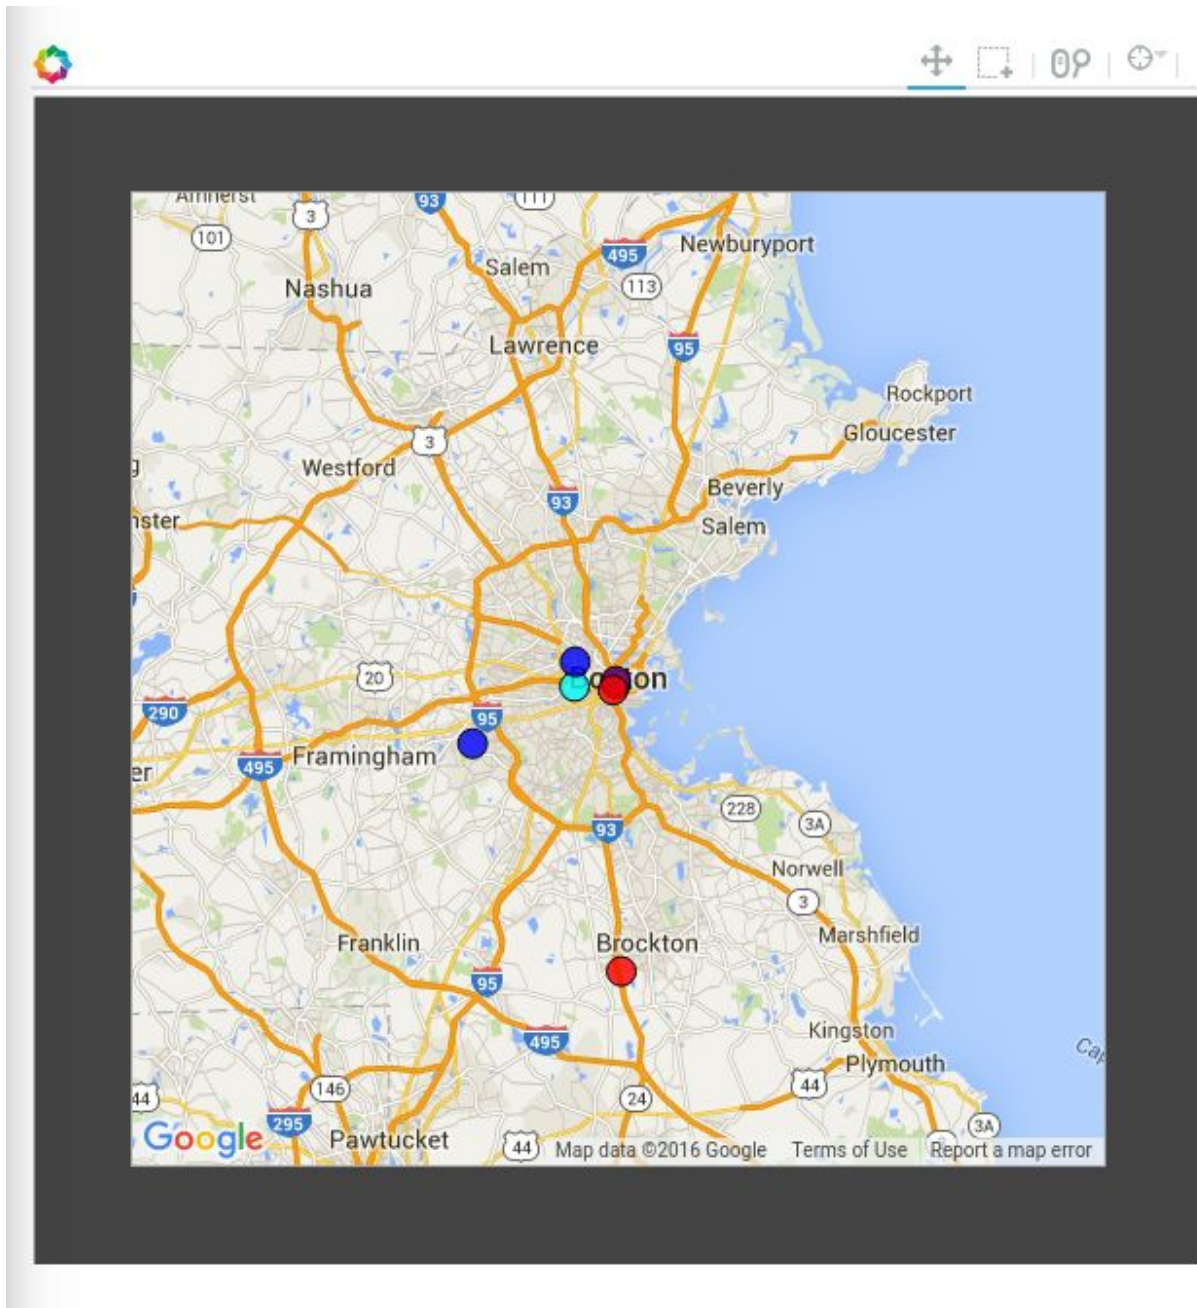 Amherst
93
111
3
101
Newburyport
495
Salem
113
Nashua
Lawrence
95
Rockport
Gloucester
3
Westford
Beverly
93
Salem
Boston
20
290
95
Framingham
495
228
3A
93
Norwell
3
Marshfield
Franklin
Brockton
95
Kingston
495
Plymouth
44
146
24
44
295
3A
Google
Pawtucket
44
Map data ©2016 Google
Terms of Use
Report a map error